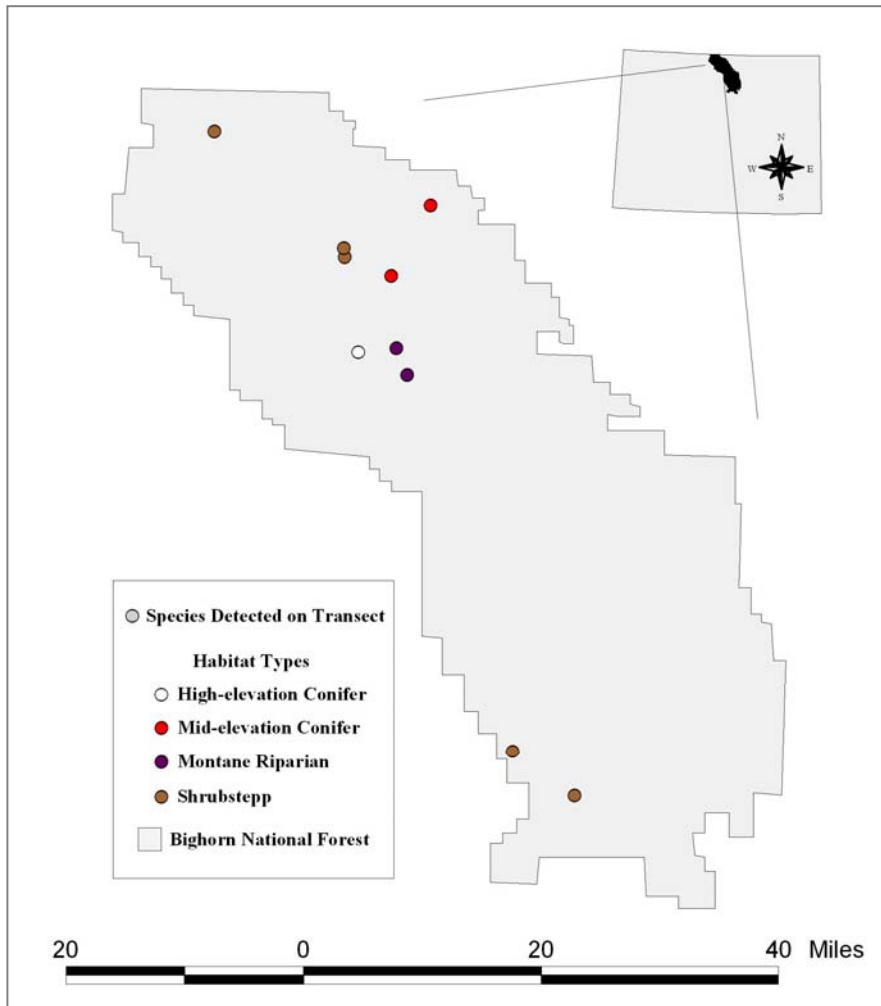 N
W E
S
Species Detected on Transect
Habitat Types
High-elevation Conifer
Mid-elevation Conifer
Montane Riparian
Shrubstepp
Bighorn National Forest
20 0 20 40 Miles